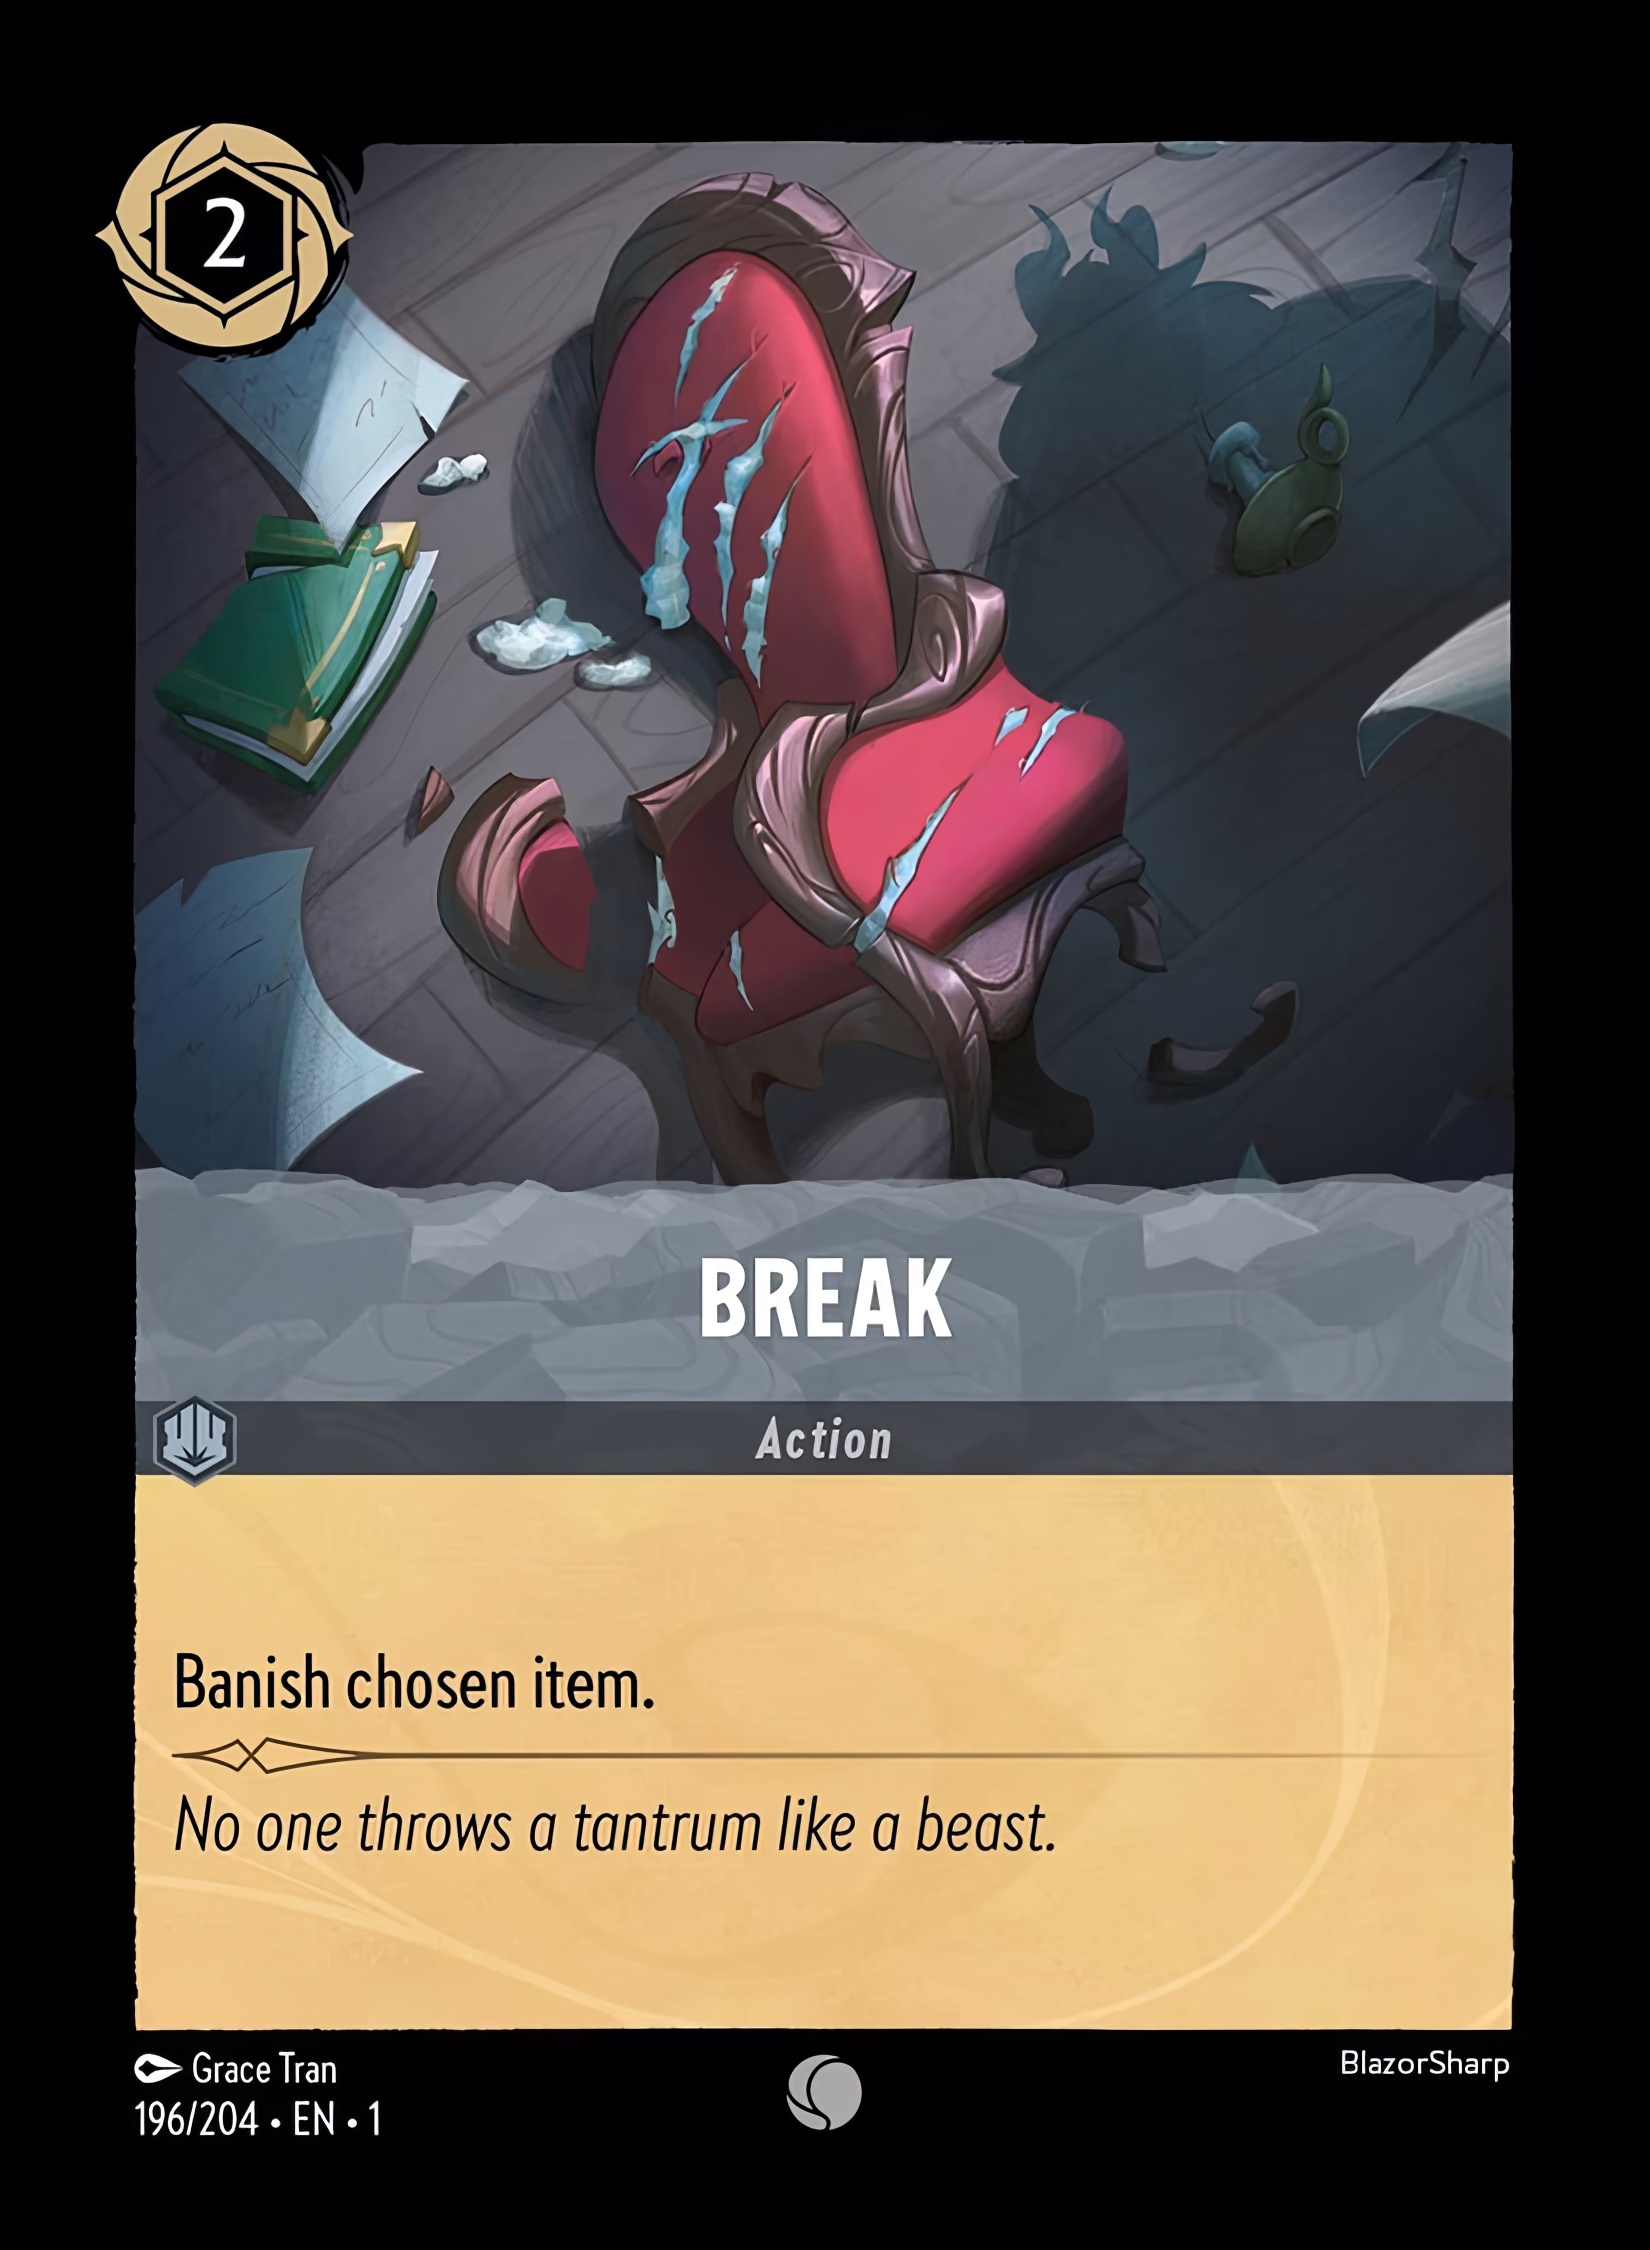 2
BREAK
Action
Banish chosen item.
No one throws a tantrum like a beast.
Grace Tran
BlazorSharp
196/204 • EN • 1